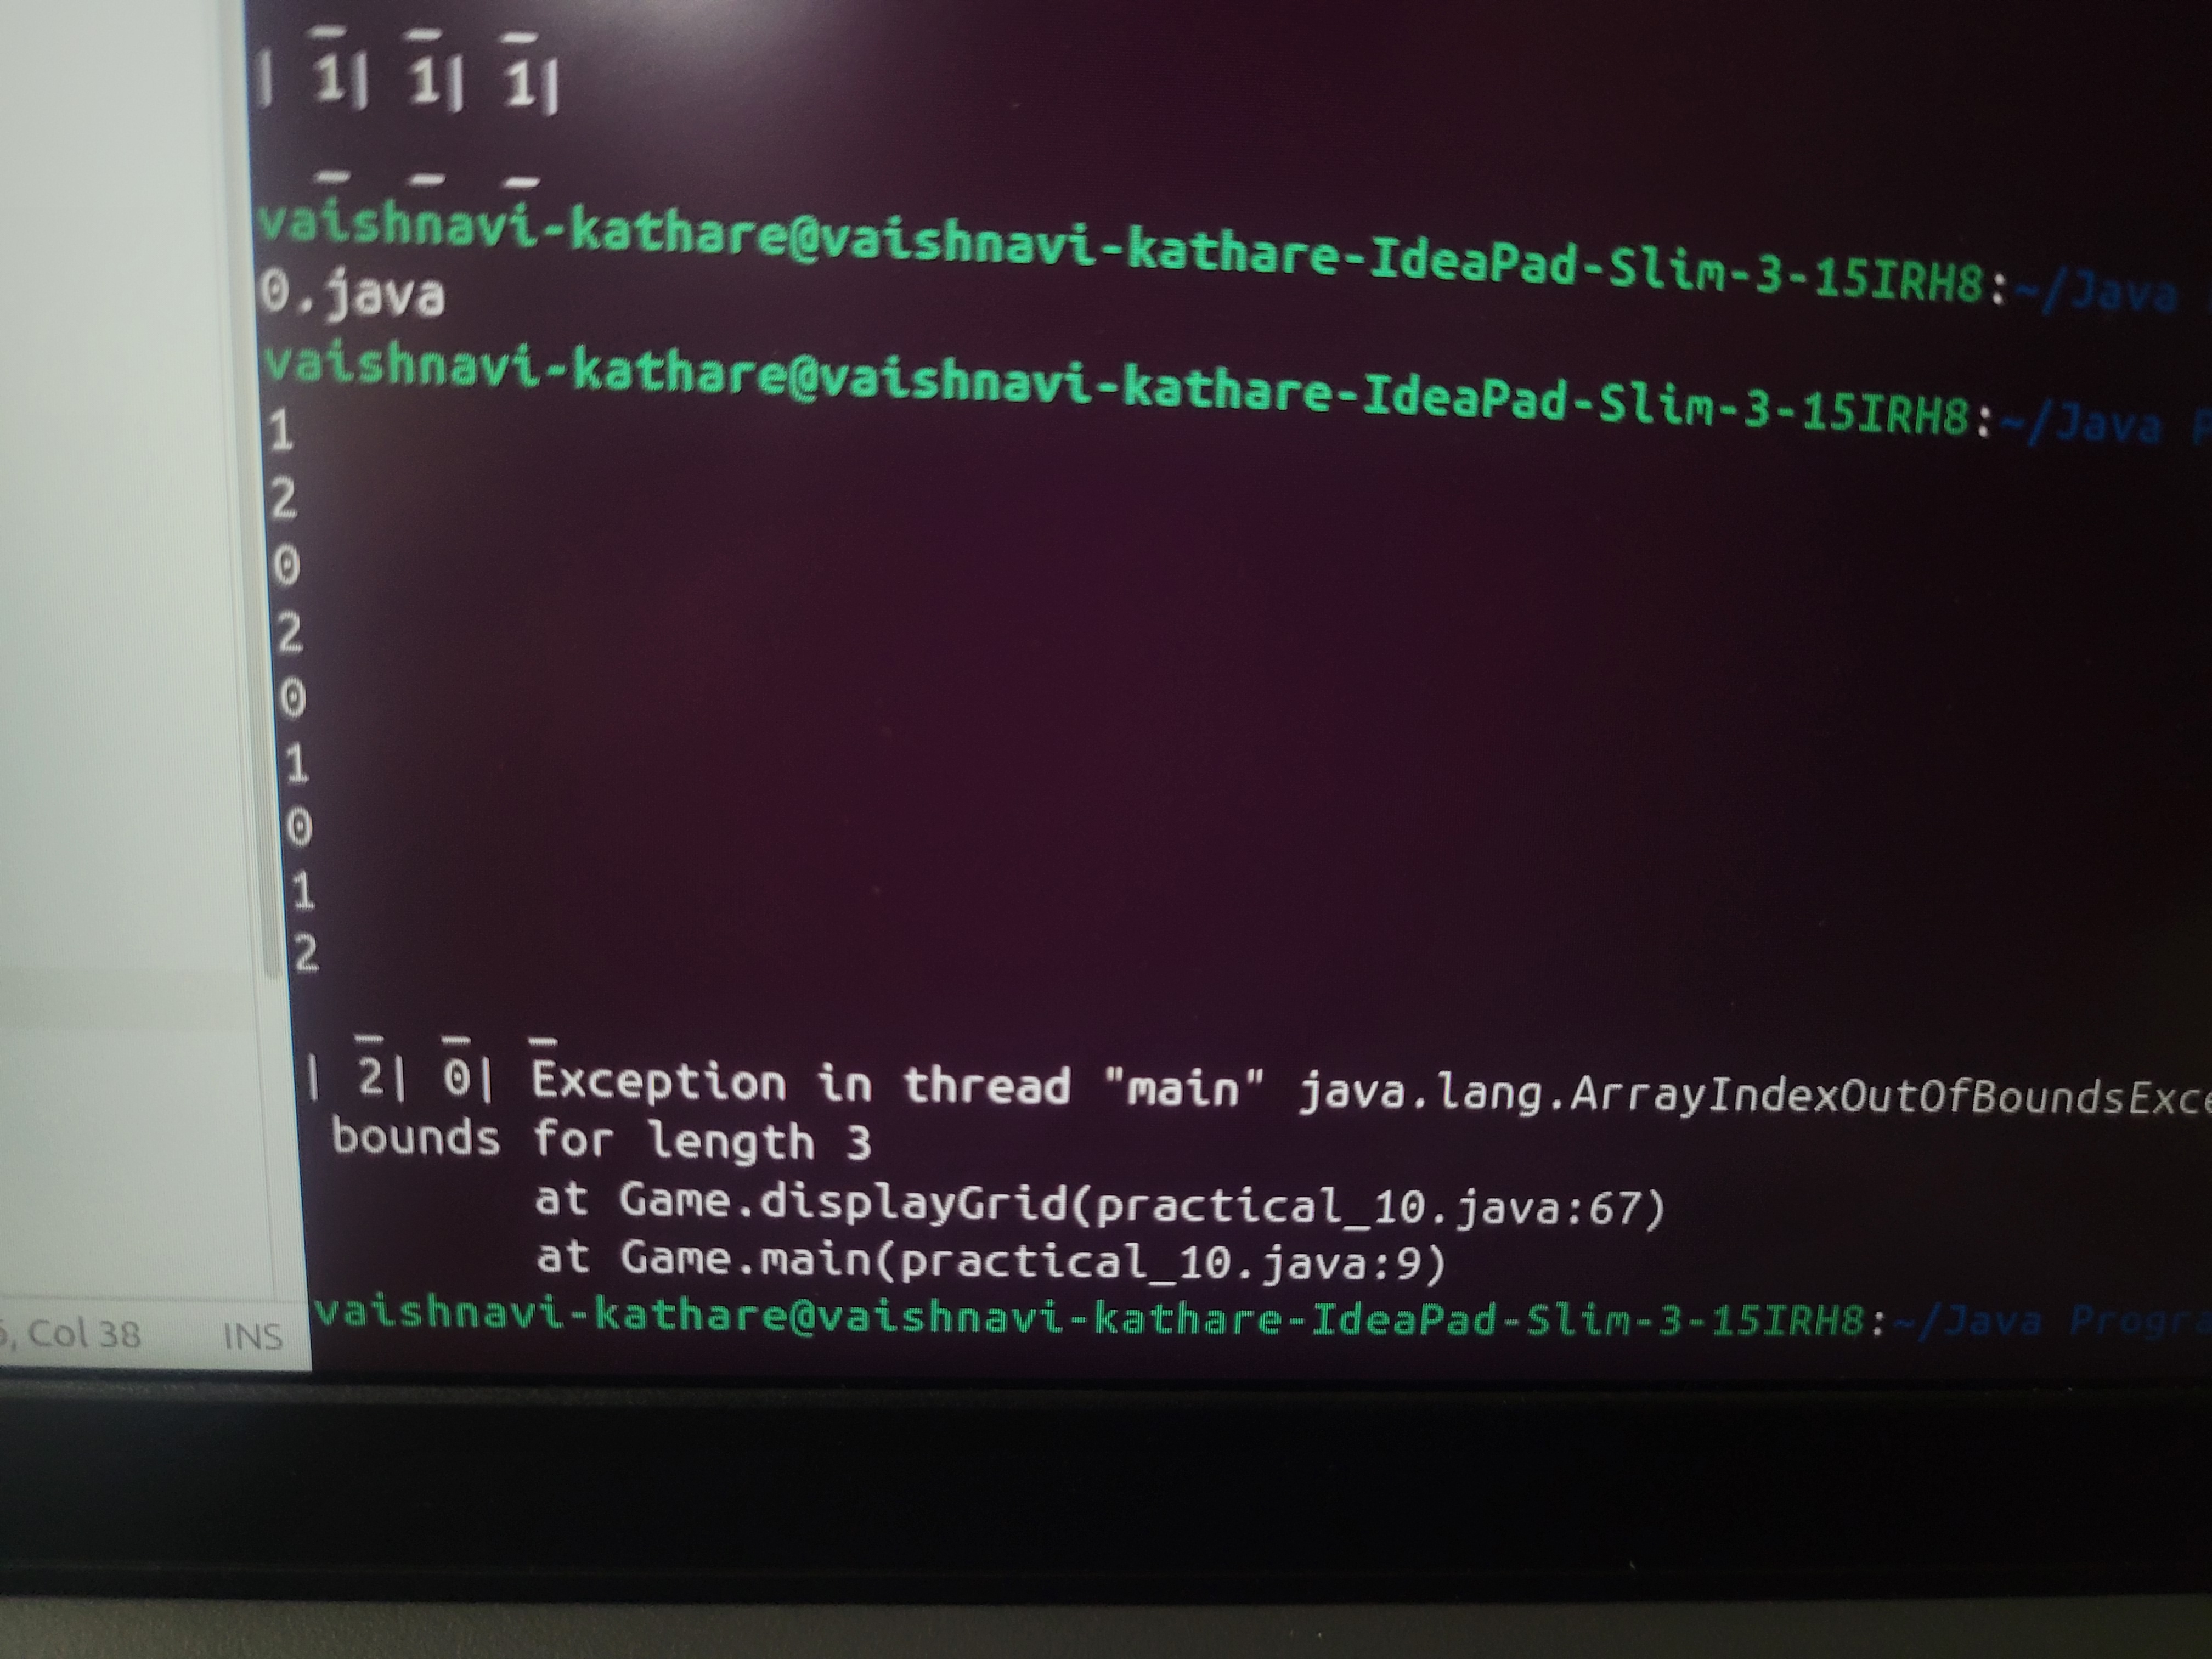 _ _ _
| 1| 1| 1|
_ _ _
vaishnavi-kathare@vaishnavi-kathare-IdeaPad-Slim-3-15IRH8:~/Java
0.java
vaishnavi-kathare@vaishnavi-kathare-IdeaPad-Slim-3-15IRH8:~/Java P
1
2
0
2
0
1
0
1
2
_ _ _
| 2| 0| Exception in thread "main" java.lang.ArrayIndexOutOfBoundsExce
bounds for length 3
at Game.displayGrid(practical_10.java:67)
at Game.main(practical_10.java:9)
, Col 38 INS
vaishnavi-kathare@vaishnavi-kathare-IdeaPad-Slim-3-15IRH8:~/Java Progra